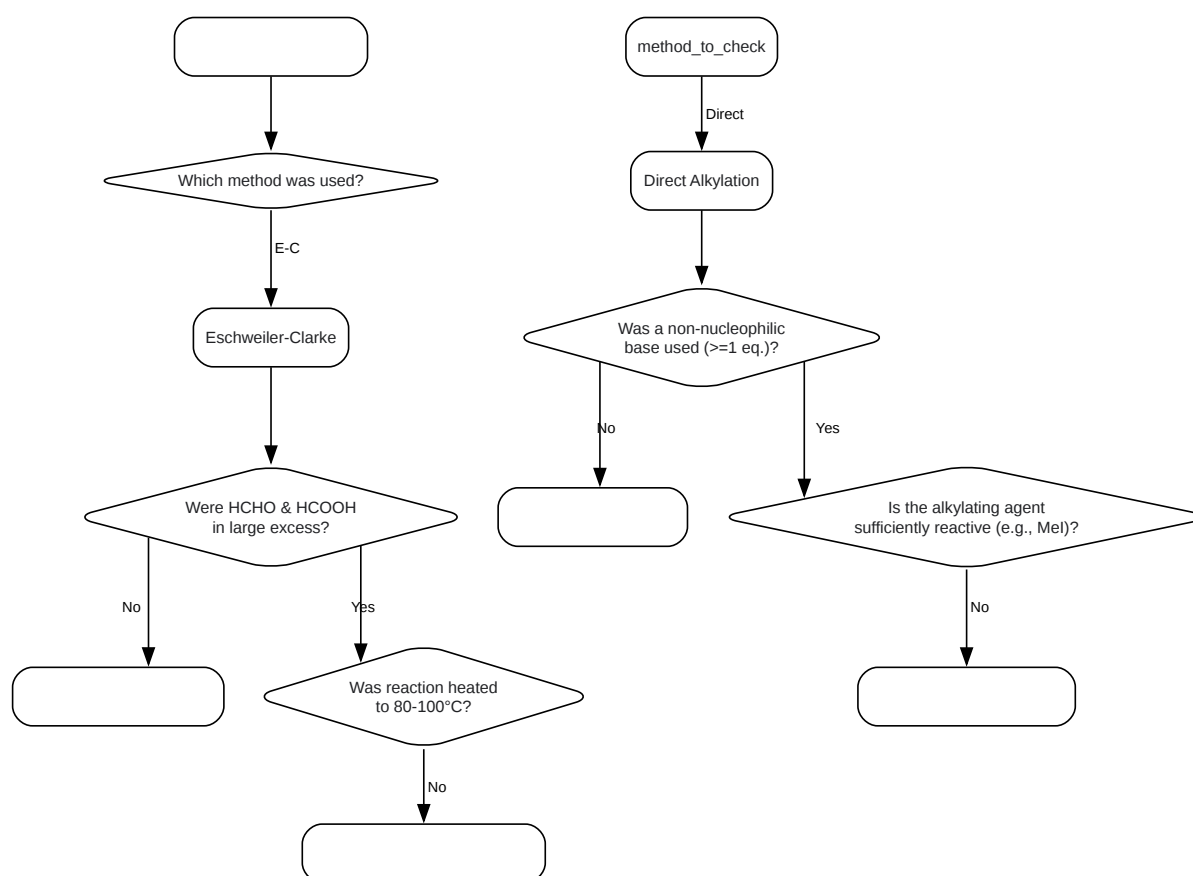 method_to_check
Direct
Which method was used?
Direct Alkylation
E-C
Eschweiler-Clarke
Was a non-nucleophilic
base used (>=1 eq.)?
No
Yes
Were HCHO & HCOOH
in large excess?
Is the alkylating agent
sufficiently reactive (e.g., MeI)?
No
Yes
No
Was reaction heated
to 80-100°C?
No